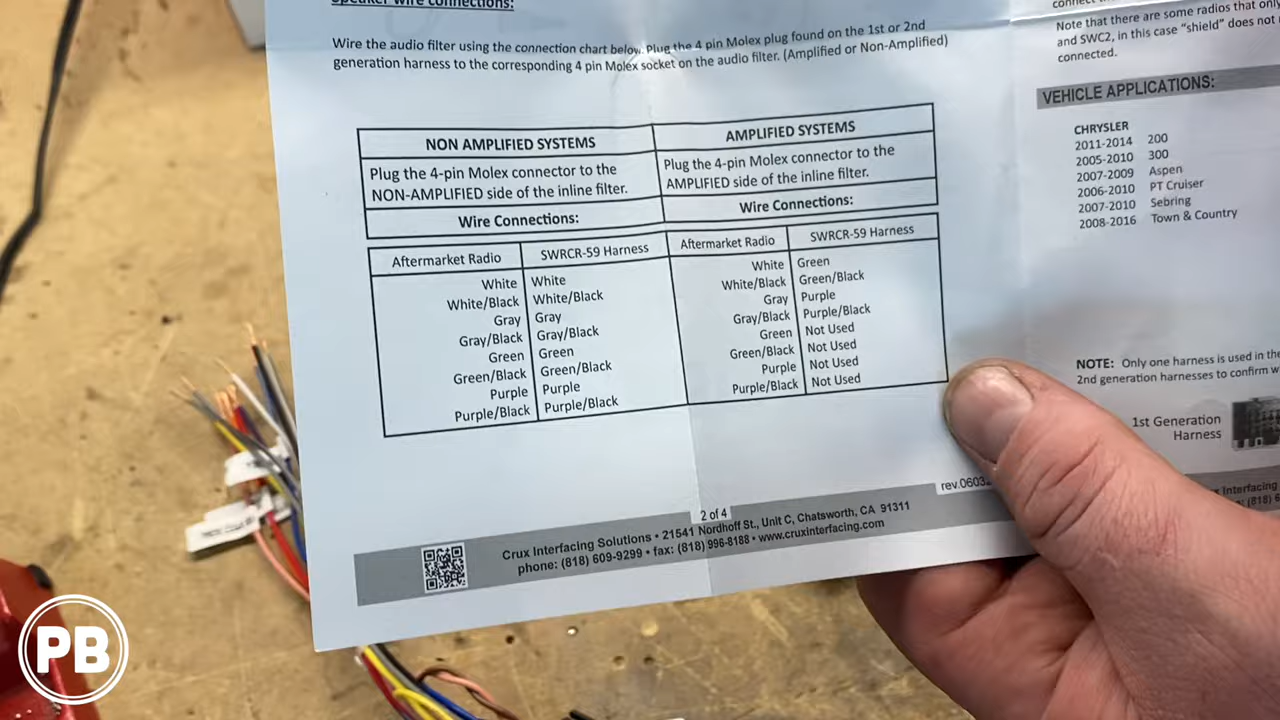 Speaker wire connections:
Wire the audio filter using the connection chart below. Plug the 4 pin Molex plug found on the 1st or 2nd
generation harness to the corresponding 4 pin Molex socket on the audio filter. (Amplified or Non-Amplified)
NON AMPLIFIED SYSTEMS
Plug the 4-pin Molex connector to the
NON-AMPLIFIED side of the inline filter.
Wire Connections:
Aftermarket Radio SWRCR-59 Harness
White White
White/Black White/Black
Gray Gray
Gray/Black Gray/Black
Green Green
Green/Black Green/Black
Purple Purple
Purple/Black Purple/Black
AMPLIFIED SYSTEMS
Plug the 4-pin Molex connector to the
AMPLIFIED side of the inline filter.
Wire Connections:
Aftermarket Radio SWRCR-59 Harness
White Green
White/Black Green/Black
Gray Purple
Gray/Black Purple/Black
Green Not Used
Green/Black Not Used
Purple Not Used
Purple/Black Not Used
2 of 4
Crux Interfacing Solutions • 21541 Nordhoff St., Unit C, Chatsworth, CA 91311
phone: (818) 609-9299 • fax: (818) 996-8188 • www.cruxinterfacing.com
Note that there are some radios that only
and SWC2, in this case "shield" does not
connected.
VEHICLE APPLICATIONS:
CHRYSLER
2011-2014 200
2005-2010 300
2007-2009 Aspen
2006-2010 PT Cruiser
2007-2010 Sebring
2008-2016 Town & Country
NOTE: Only one harness is used in the
2nd generation harnesses to confirm
1st Generation
Harness
Interfacing
(818)
PB